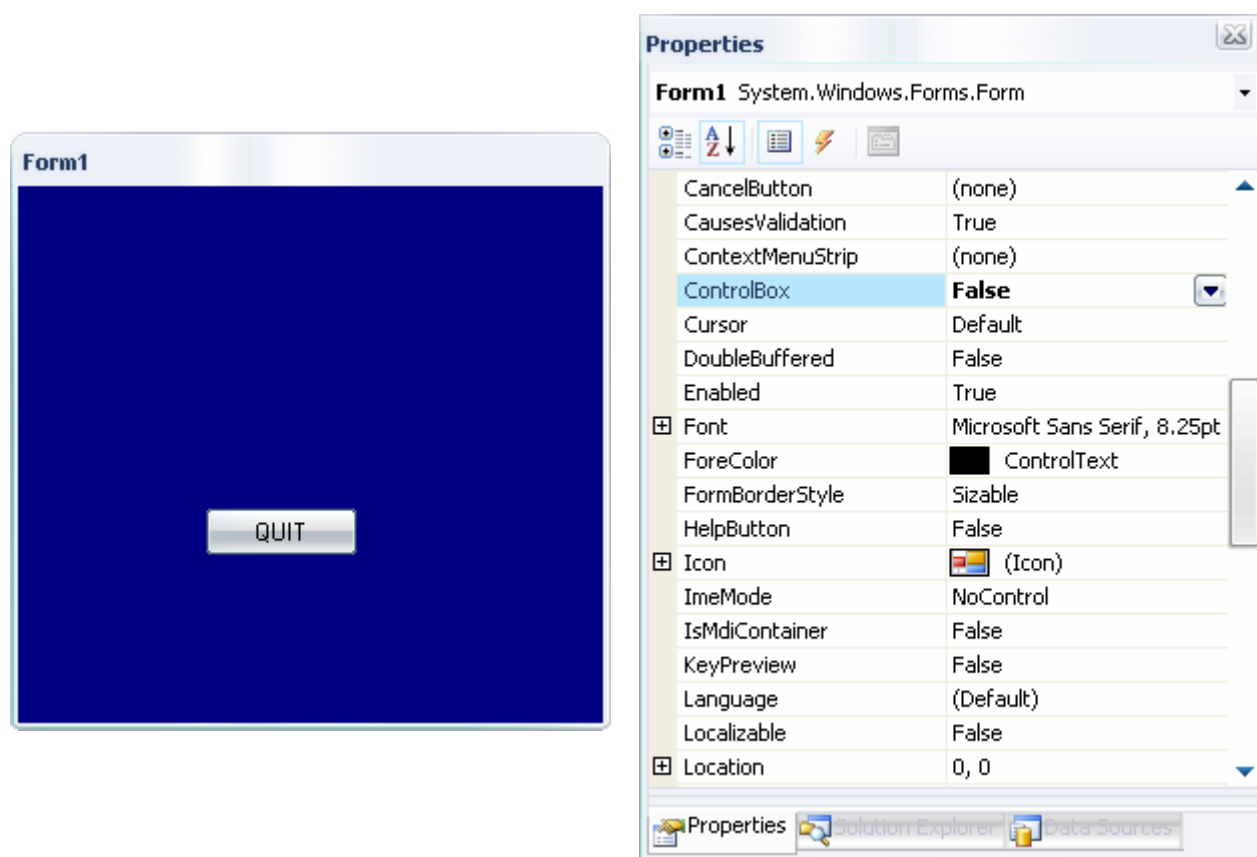 Form1
QUIT
Properties
Form1 System.Windows.Forms.Form
CancelButton (none)
CausesValidation True
ContextMenuStrip (none)
ControlBox False
Cursor Default
DoubleBuffered False
Enabled True
Font Microsoft Sans Serif, 8.25pt
ForeColor ControlText
FormBorderStyle Sizable
HelpButton False
Icon (Icon)
ImeMode NoControl
IsMdiContainer False
KeyPreview False
Language (Default)
Localizable False
Location 0, 0
Properties Solution Explorer Data Sources